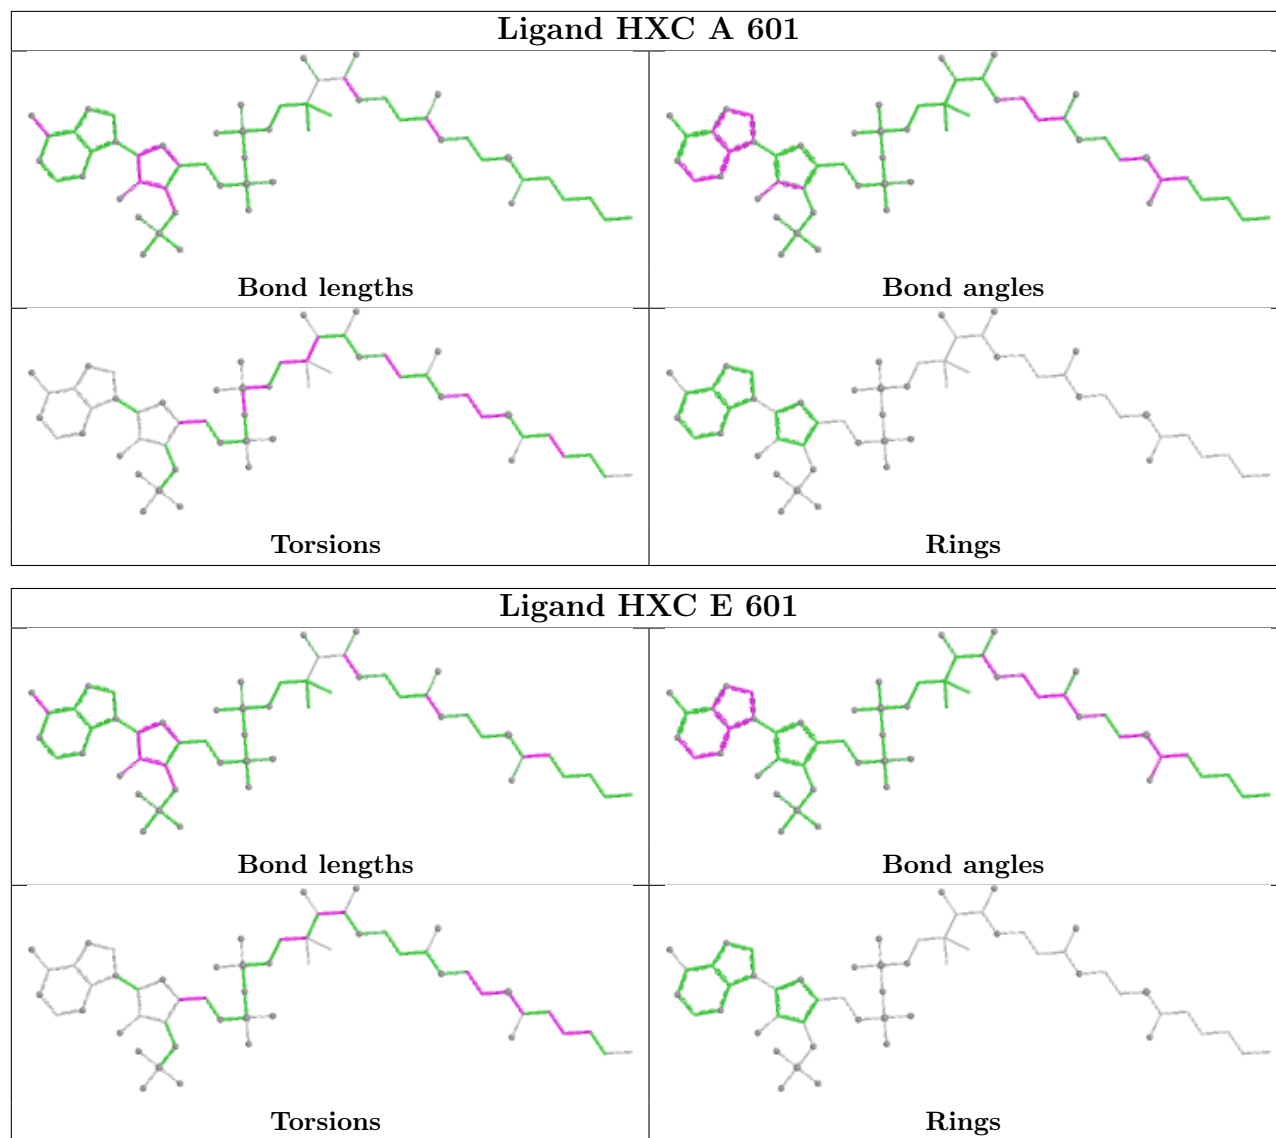 Ligand HXC A 601
Bond lengths
Bond angles
Torsions
Rings
Ligand HXC E 601
Bond lengths
Bond angles
Torsions
Rings